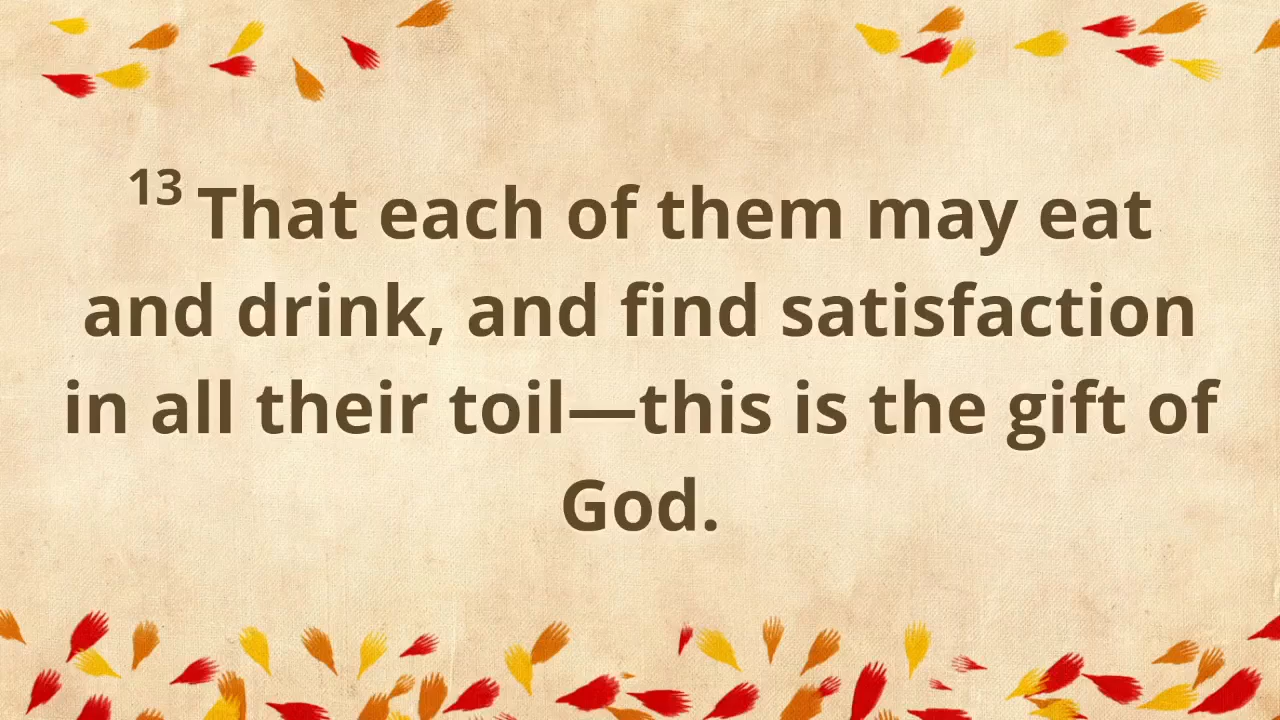 13 That each of them may eat
and drink, and find satisfaction
in all their toil—this is the gift of
God.